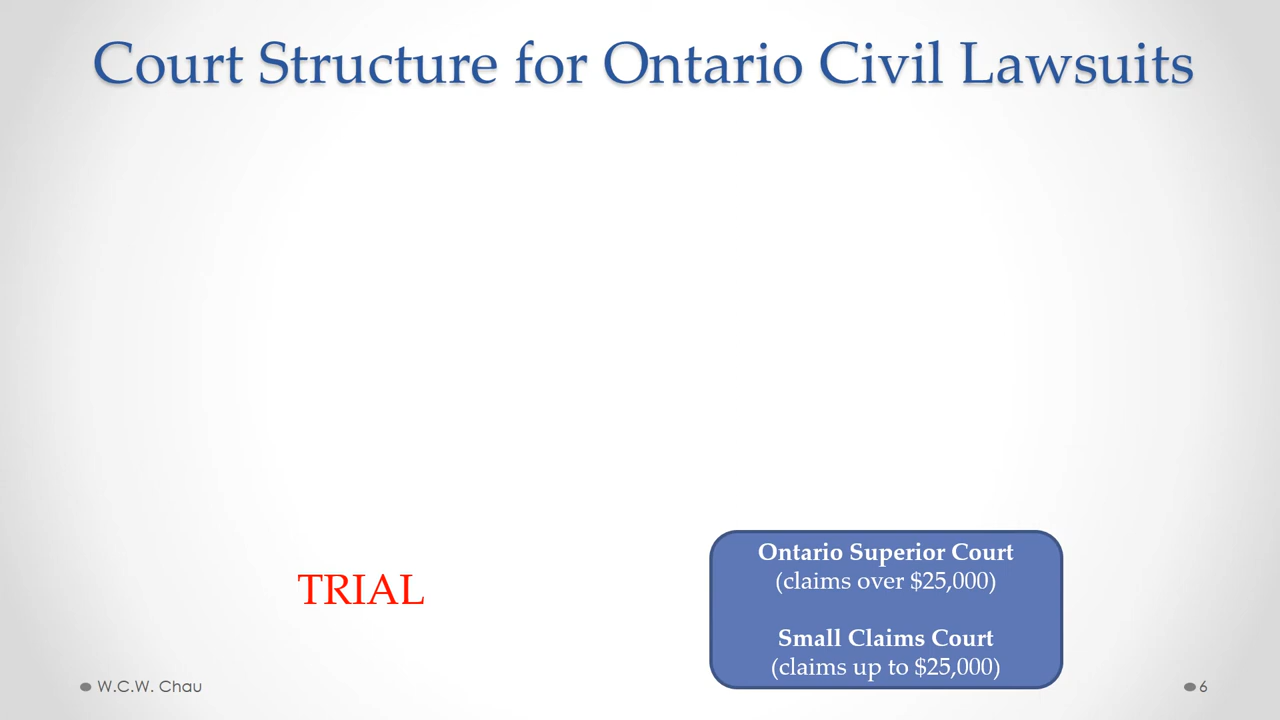 Court Structure for Ontario Civil Lawsuits
TRIAL
Ontario Superior Court
(claims over $25,000)
Small Claims Court
(claims up to $25,000)
W.C.W. Chau
6